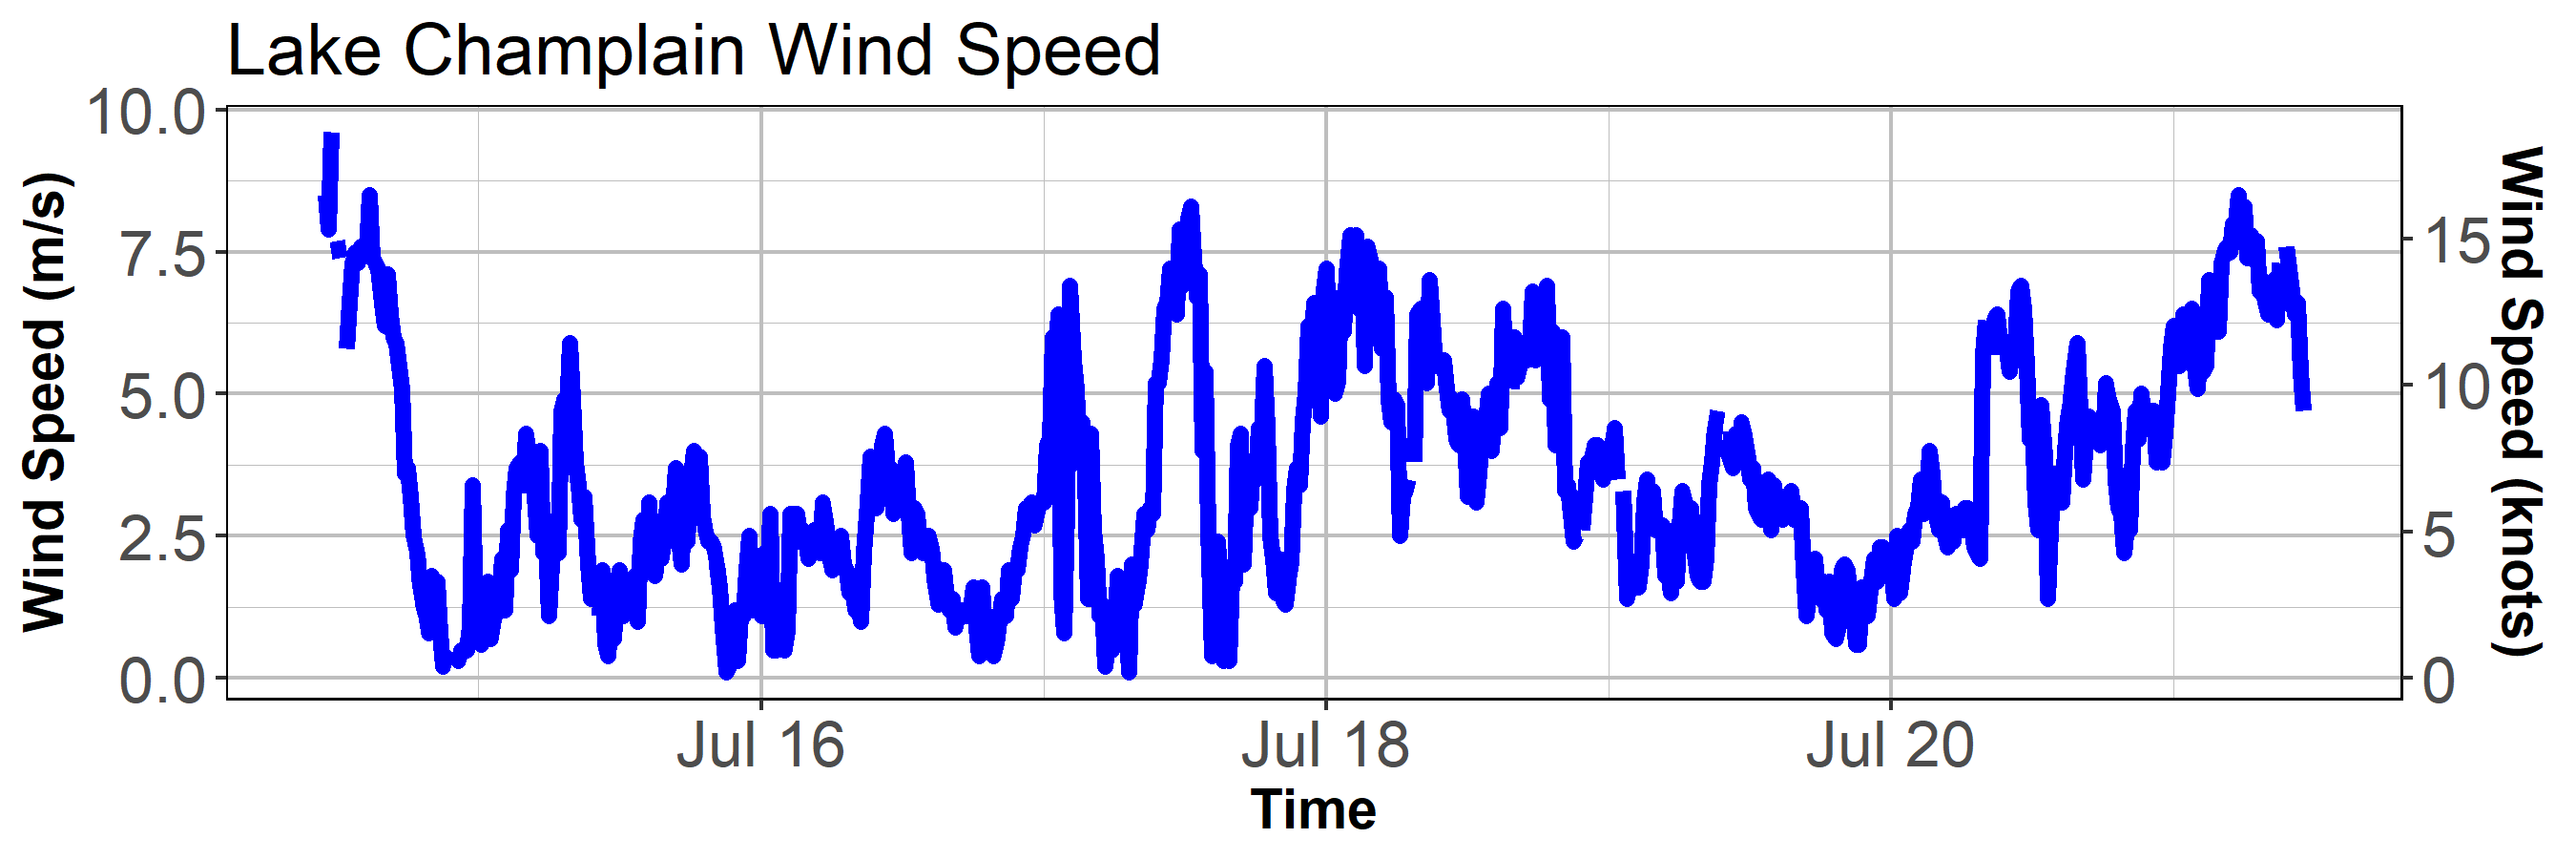 Lake Champlain Wind Speed
10.0
7.5
5.0
2.5
0.0
Wind Speed (m/s)
15
10
5
0
Wind Speed (knots)
Jul 16
Jul 18
Jul 20
Time